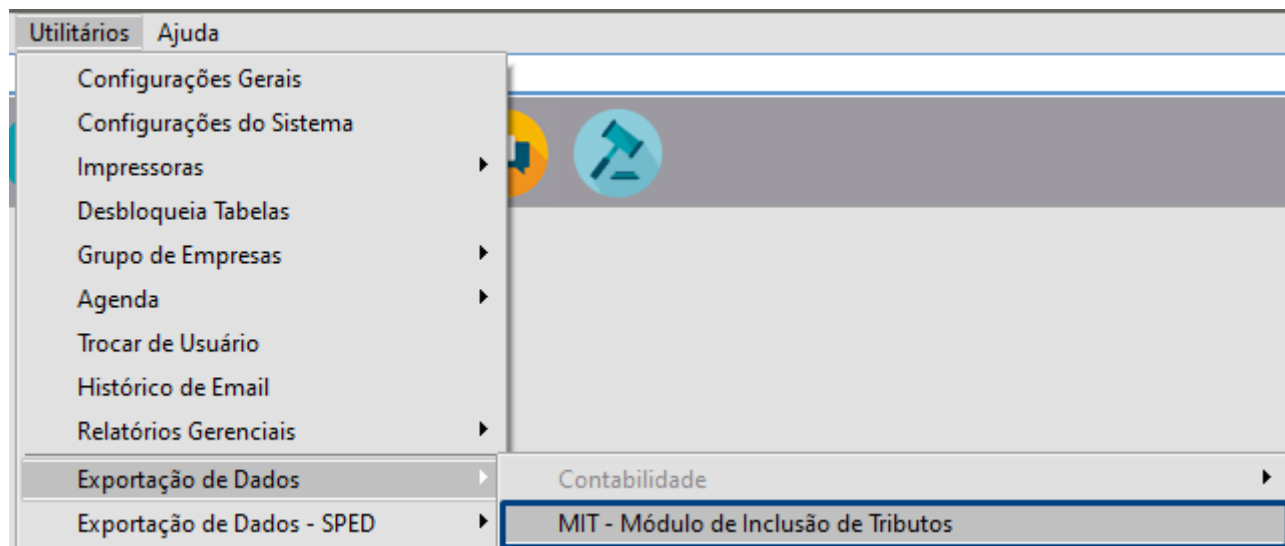 Utilitários Ajuda
Configurações Gerais
Configurações do Sistema
Impressoras
Desbloqueia Tabelas
Grupo de Empresas
Agenda
Trocar de Usuário
Histórico de Email
Relatórios Gerenciais
Exportação de Dados
Contabilidade
Exportação de Dados - SPED
MIT - Módulo de Inclusão de Tributos